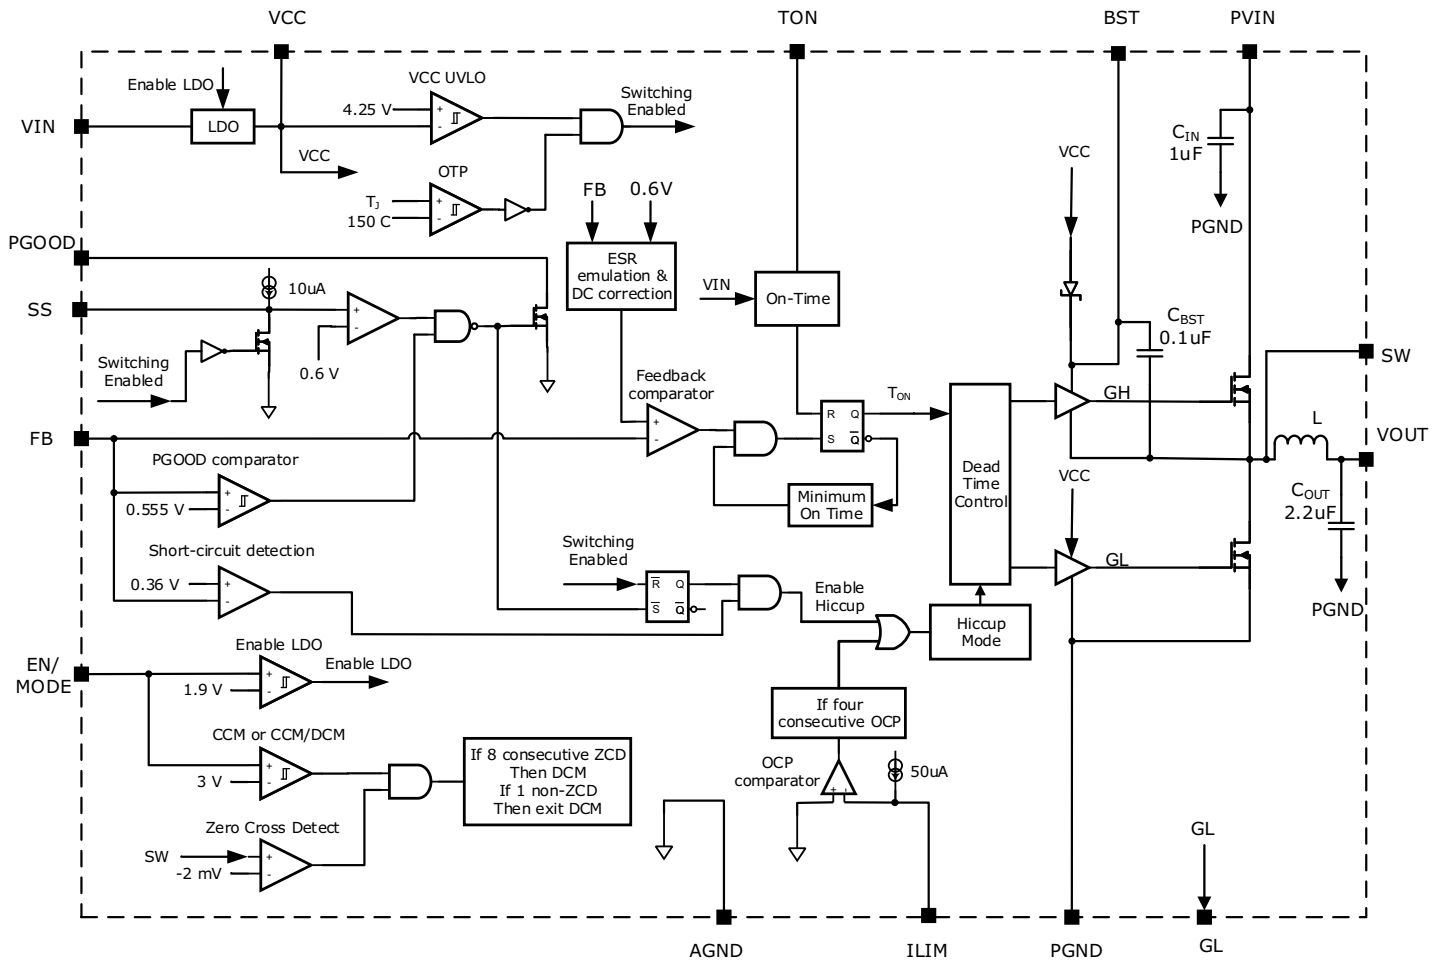 VCC
TON
BST
PVIN
Enable LDO
VCC UVLO
4.25 V
Switching
Enabled
VIN
LDO
VCC
OTP
TJ
150 C
FB
0.6V
CIN
1uF
PGND
VCC
PGOOD
ESR
emulation &
DC correction
VIN
On-Time
SS
10uA
0.6 V
Switching
Enabled
CBST
0.1uF
SW
Feedback
comparator
TON
GH
R
Q
S
Q
FB
L
VOUT
PGOOD comparator
0.555 V
Dead
Time
Control
VCC
Minimum
On Time
COUT
2.2uF
Short-circuit detection
0.36 V
Switching
Enabled
R
Q
S
Q
Enable
Hiccup
GL
PGND
Hiccup
Mode
EN/
MODE
Enable LDO
1.9 V
Enable LDO
If four
consecutive OCP
CCM or CCM/DCM
3 V
If 8 consecutive ZCD
Then DCM
If 1 non-ZCD
Then exit DCM
OCP
comparator
50uA
Zero Cross Detect
SW
-2 mV
GL
AGND
ILIM
PGND
GL